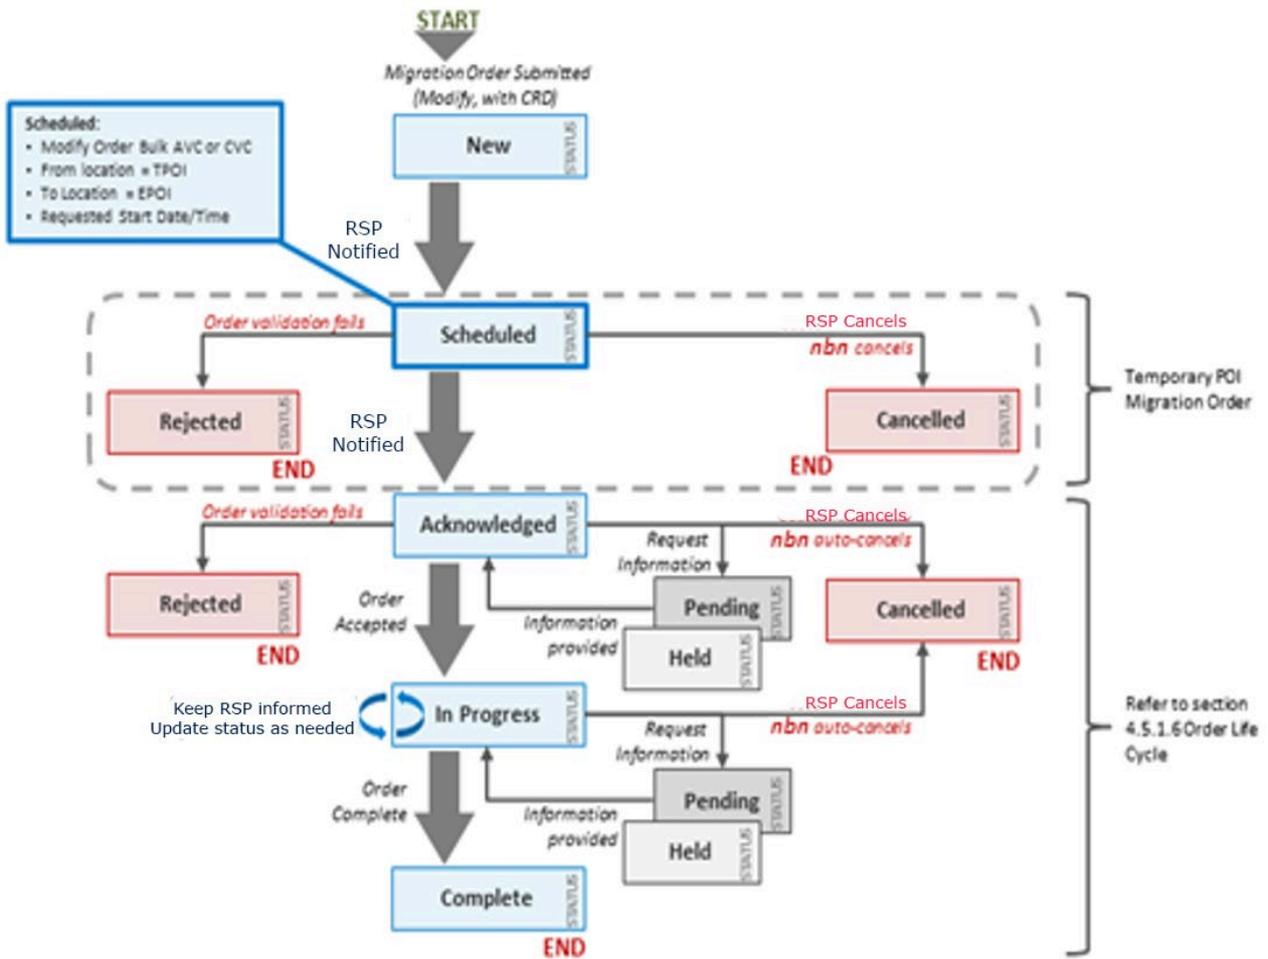 START
Migration Order Submitted
(Modify, with CRD)
New
STATUS
Scheduled:
• Modify Order Bulk AVC or CVC
• From location = TPOI
• To Location = EPOI
• Requested Start Date/Time
RSP
Notified
Order validation fails
Scheduled
STATUS
RSP Cancels
nbn cancels
Rejected
STATUS
END
RSP
Notified
Cancelled
STATUS
END
Temporary POI
Migration Order
Order validation fails
Acknowledged
STATUS
RSP Cancels
nbn auto-cancels
Request
Information
Rejected
STATUS
END
Order
Accepted
Information
provided
Pending
STATUS
Held
STATUS
Cancelled
STATUS
END
Keep RSP informed
Update status as needed
In Progress
STATUS
RSP Cancels
nbn auto-cancels
Request
Information
Refer to section
4.5.1.6 Order Life
Cycle
Order
Complete
Information
provided
Pending
STATUS
Held
STATUS
Complete
STATUS
END